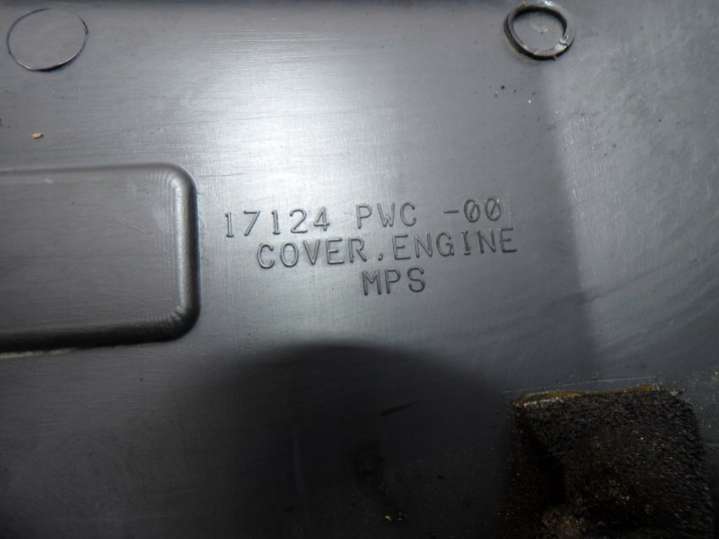 17124 PWC -00
COVER,ENGINE
MPS